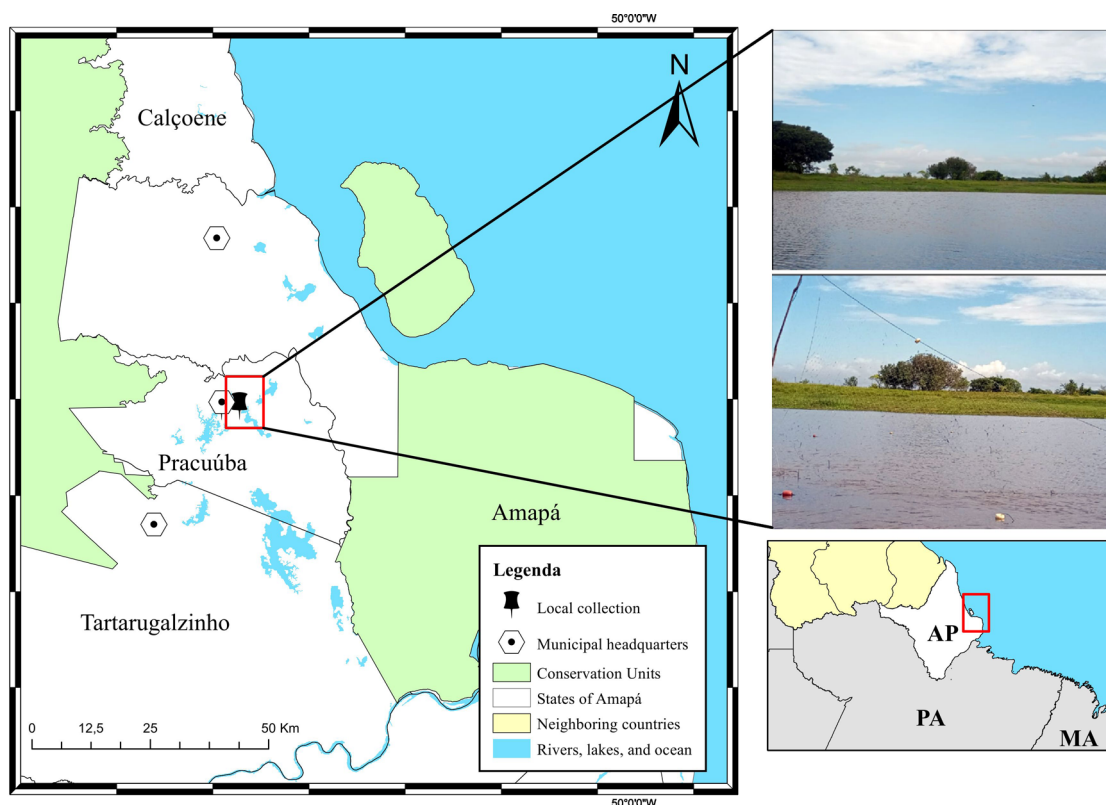 50°0'0"W
N
Calçoene
Pracuúba
Amapá
Tartarugalzinho
Legenda
Local collection
Municipal headquarters
Conservation Units
States of Amapá
Neighboring countries
Rivers, lakes, and ocean
0 12,5 25 50 Km
50°0'0"W
AP
PA
MA